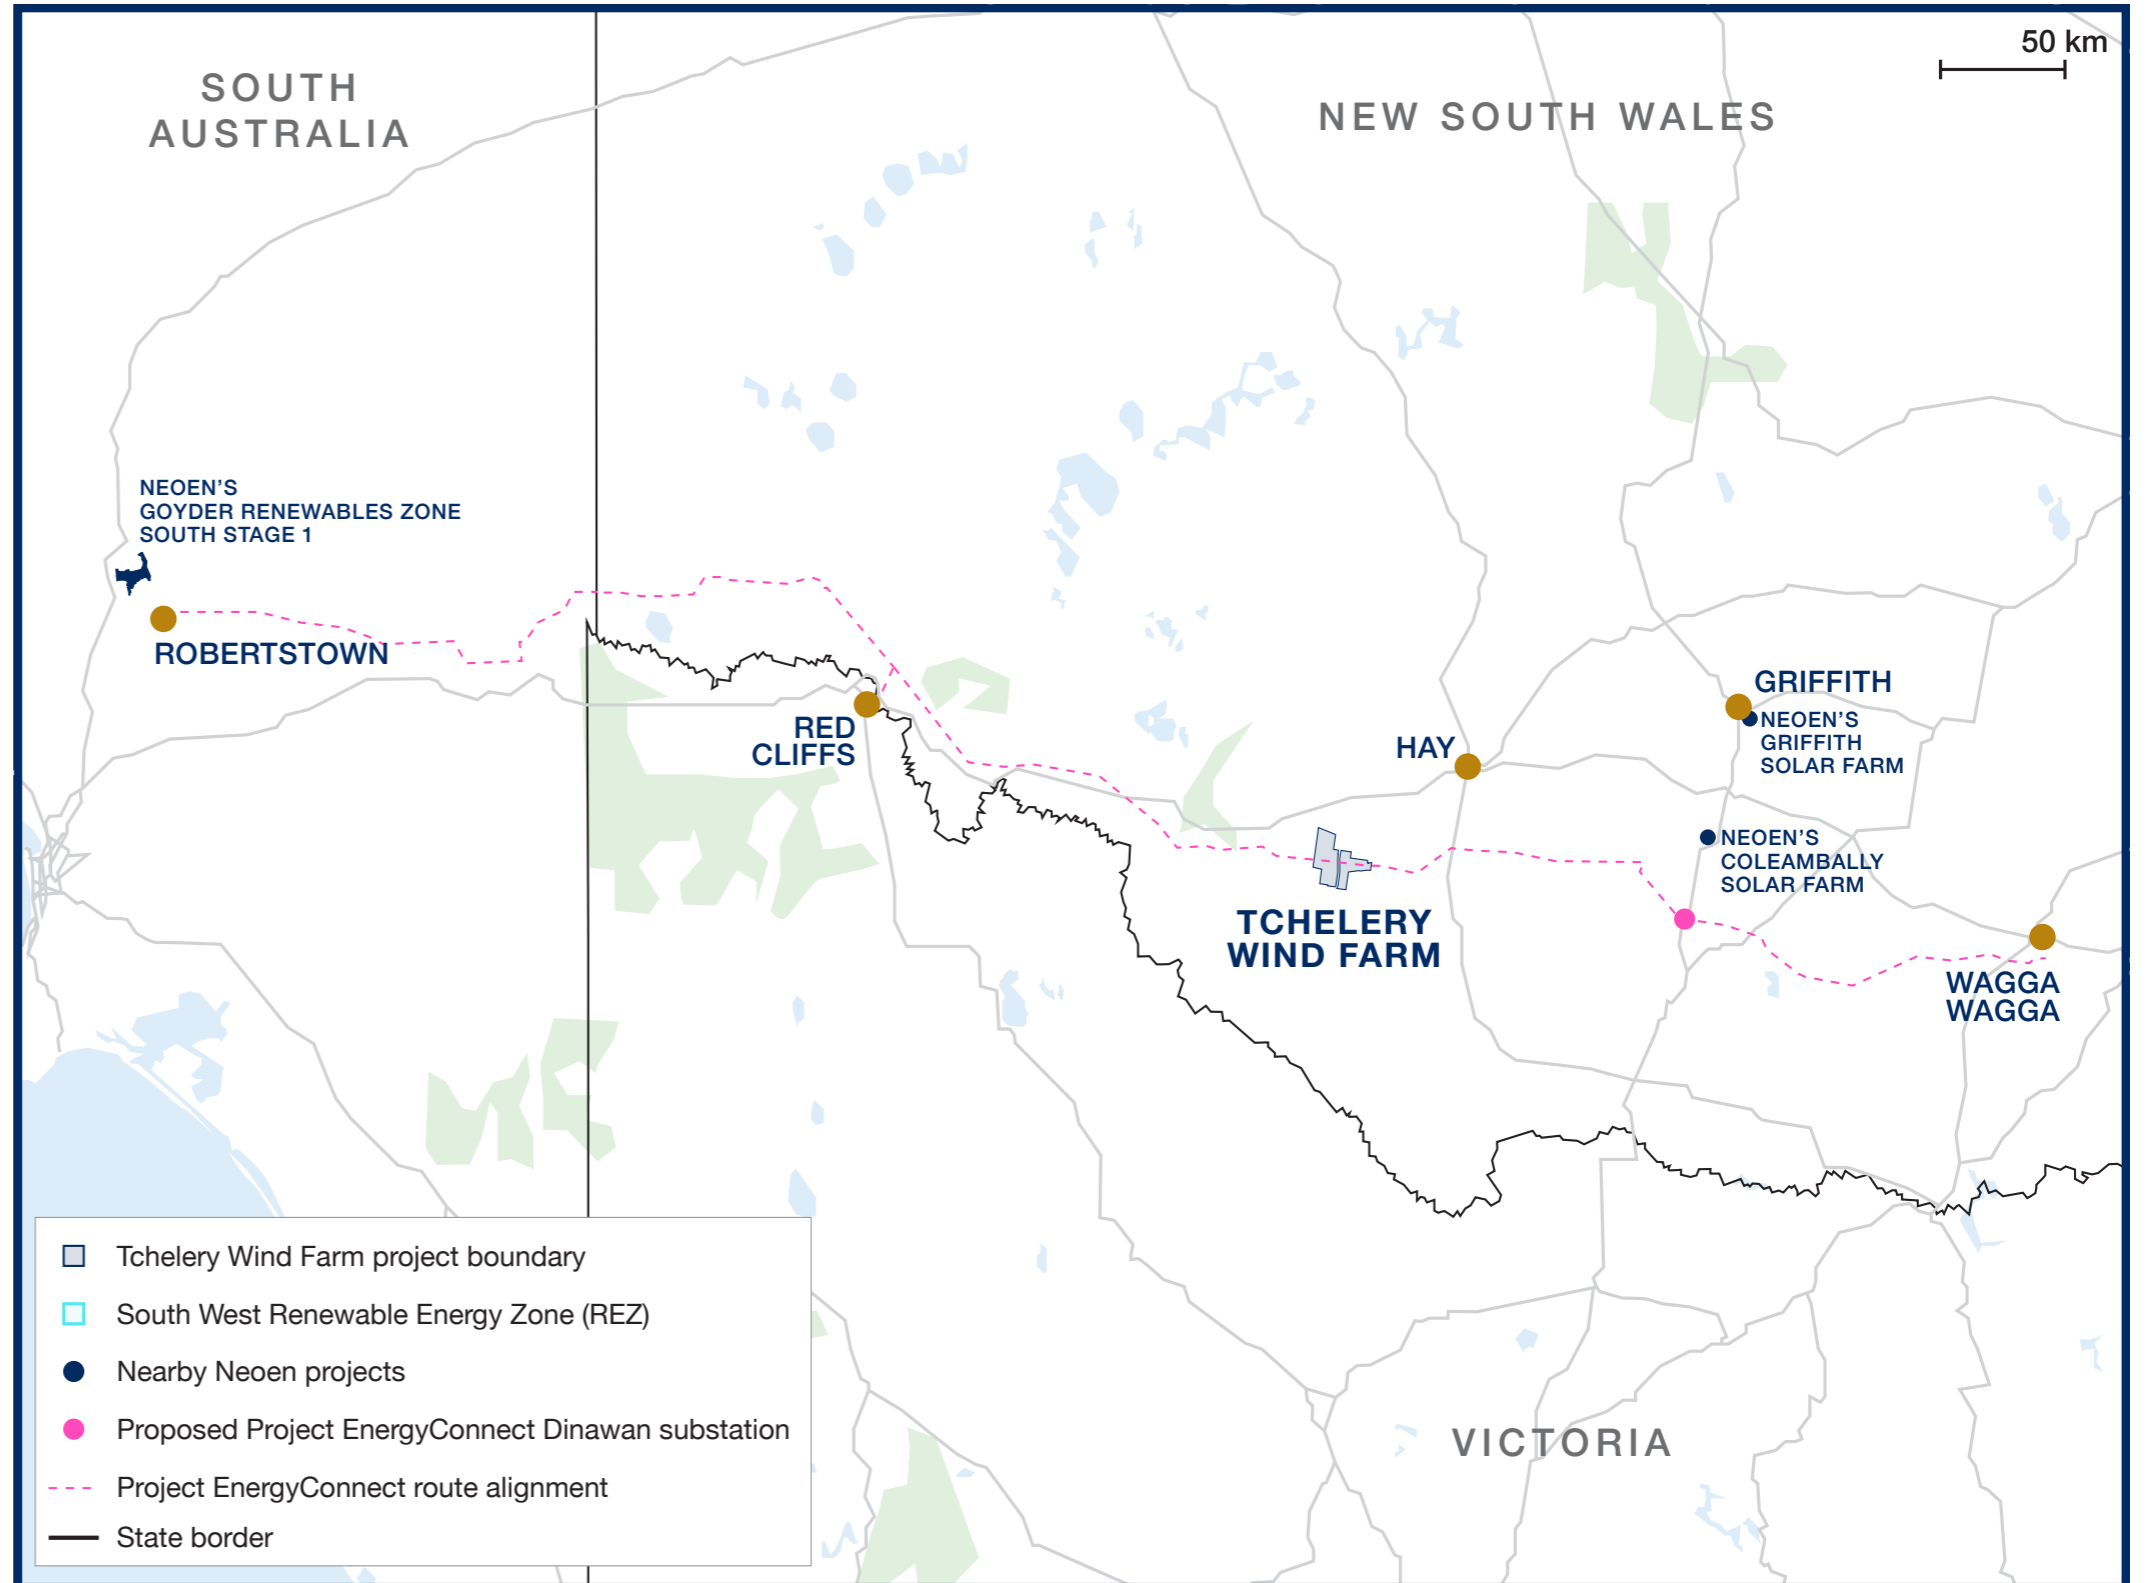 SOUTH
AUSTRALIA
NEW SOUTH WALES
50 km
NEOEN'S
GOYDER RENEWABLES ZONE
SOUTH STAGE 1
ROBERTSTOWN
RED
CLIFFS
HAY
GRIFFITH
NEOEN'S
GRIFFITH
SOLAR FARM
NEOEN'S
COLEAMBALLY
SOLAR FARM
TCHELERY
WIND FARM
WAGGA
WAGGA
VICTORIA
Tchelery Wind Farm project boundary
South West Renewable Energy Zone (REZ)
Nearby Neoen projects
Proposed Project EnergyConnect Dinawan substation
Project EnergyConnect route alignment
State border